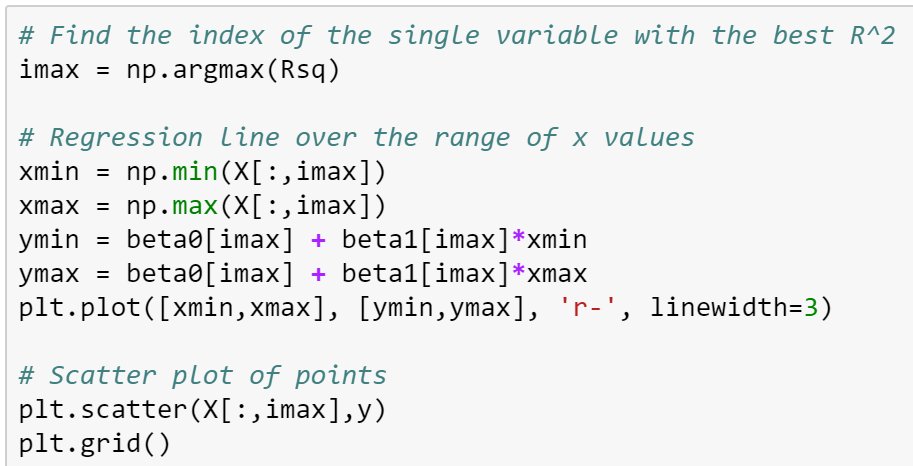 # Find the index of the single variable with the best R^2
imax = np.argmax(Rsq)

# Regression line over the range of x values
xmin = np.min(X[:,imax])
xmax = np.max(X[:,imax])
ymin = beta0[imax] + beta1[imax]*xmin
ymax = beta0[imax] + beta1[imax]*xmax
plt.plot([xmin,xmax], [ymin,ymax], 'r-', linewidth=3)

# Scatter plot of points
plt.scatter(X[:,imax],y)
plt.grid()